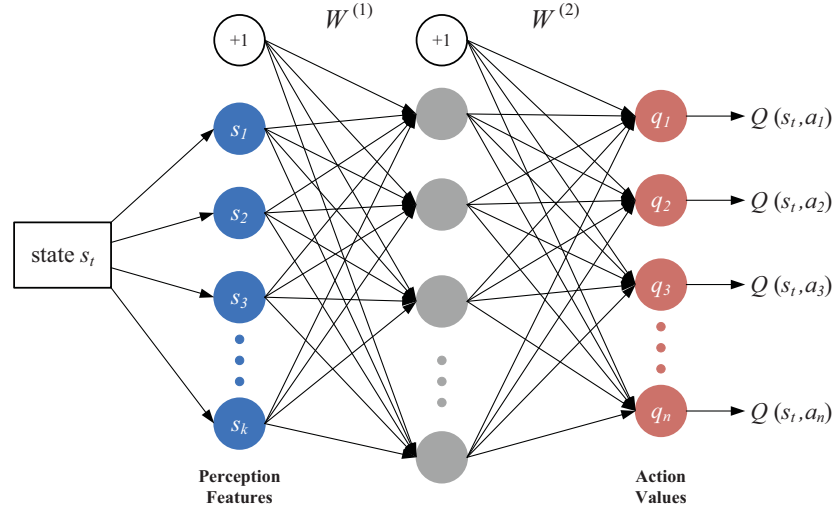 +1
W^{(1)}
+1
W^{(2)}
state s_t
s_1
s_2
s_3
s_k
q_1
q_2
q_3
q_n
Q (s_t, a_1)
Q (s_t, a_2)
Q (s_t, a_3)
Q (s_t, a_n)
Perception
Features
Action
Values